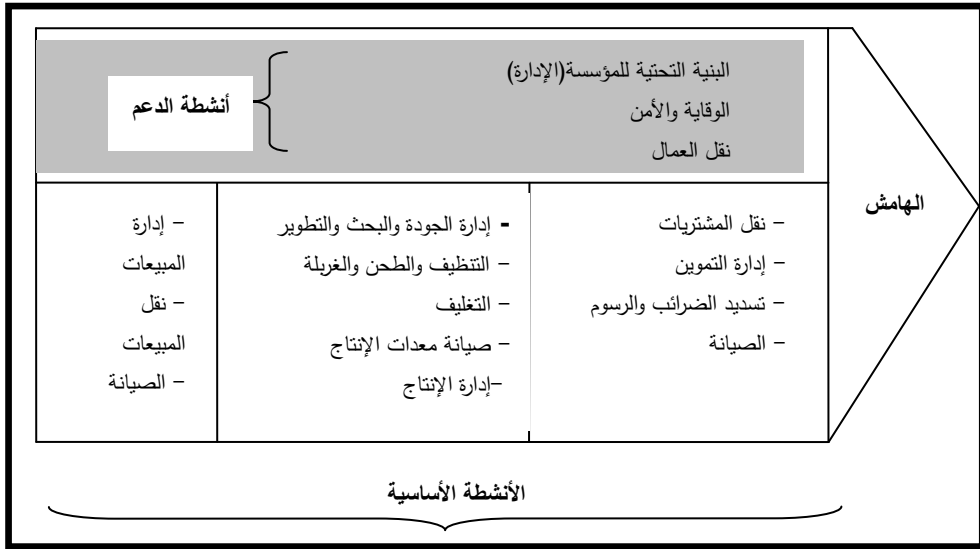 البنية التحتية للمؤسسة(الإدارة)
الوقاية والأمن
نقل العمال
أنشطة الدعم
الهامش
– نقل المشتريات
– إدارة التموين
– تسديد الضرائب والرسوم
– الصيانة
- إدارة الجودة والبحث والتطوير
– التنظيف والطحن والغربلة
– التغليف
– صيانة معدات الإنتاج
–إدارة الإنتاج
– إدارة
المبيعات
– نقل
المبيعات
– الصيانة
الأنشطة الأساسية